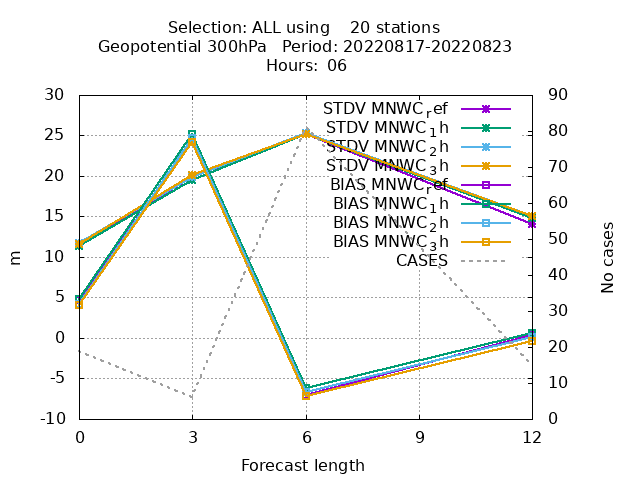 Selection: ALL using    20 stations
Geopotential 300hPa   Period: 20220817-20220823
Hours:  06
30
25
20
15
10
5
0
-5
-10
90
80
70
60
50
40
30
20
10
0
STDV MNWC_ref
STDV MNWC_1h
STDV MNWC_2h
STDV MNWC_3h
BIAS MNWC_ref
BIAS MNWC_1h
BIAS MNWC_2h
BIAS MNWC_3h
CASES
m
No cases
0 3 6 9 12
Forecast length